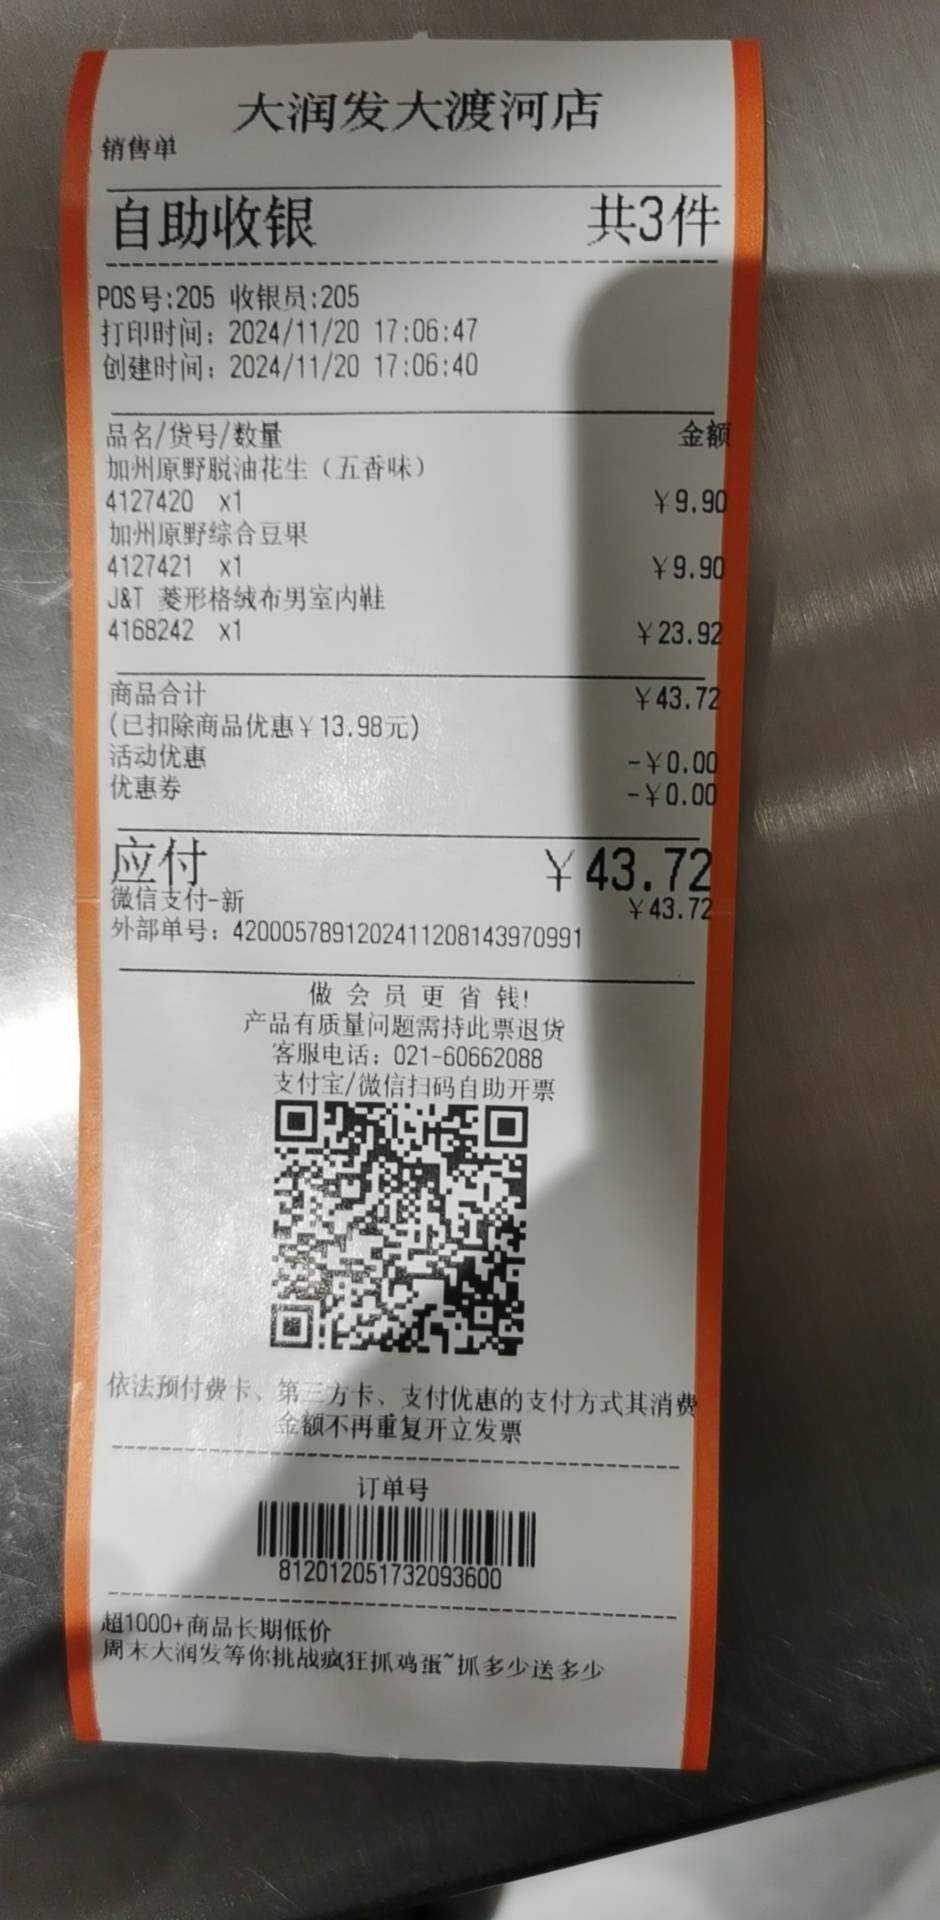 大润发大渡河店
销售单
自助收银 共3件
POS号:205 收银员:205
打印时间：2024/11/20 17:06:47
创建时间：2024/11/20 17:06:40
品名/货号/数量 金额
加州原野脱油花生（五香味）
4127420 x1 ￥9.90
加州原野综合豆果
4127421 x1 ￥9.90
J&T 菱形格绒布男室内鞋
4168242 x1 ￥23.92
商品合计 ￥43.72
(已扣除商品优惠￥13.98元)
活动优惠 -￥0.00
优惠券 -￥0.00
应付 ￥43.72
微信支付-新 ￥43.72
外部单号：4200057891202411208143970991
做会员更省钱!
产品有质量问题需持此票退货
客服电话：021-60662088
支付宝/微信扫码自助开票
依法预付费卡、第三方卡、支付优惠的支付方式其消费
金额不再重复开立发票
订单号
812012051732093600
超1000+商品长期低价
周末大润发等你挑战疯狂抓鸡蛋~抓多少送多少